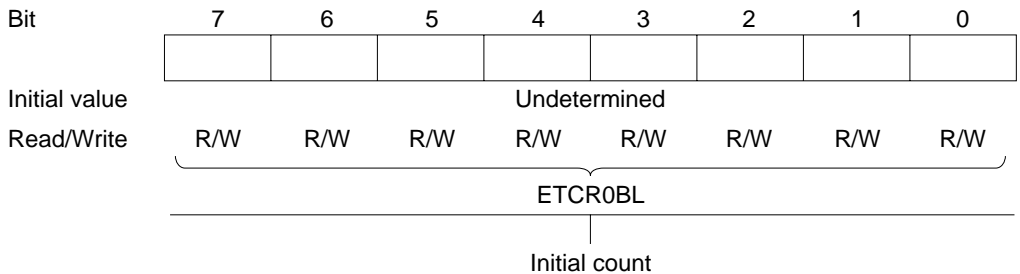 Bit 7 6 5 4 3 2 1 0
Initial value Undetermined
Read/Write R/W R/W R/W R/W R/W R/W R/W R/W
ETCR0BL
Initial count